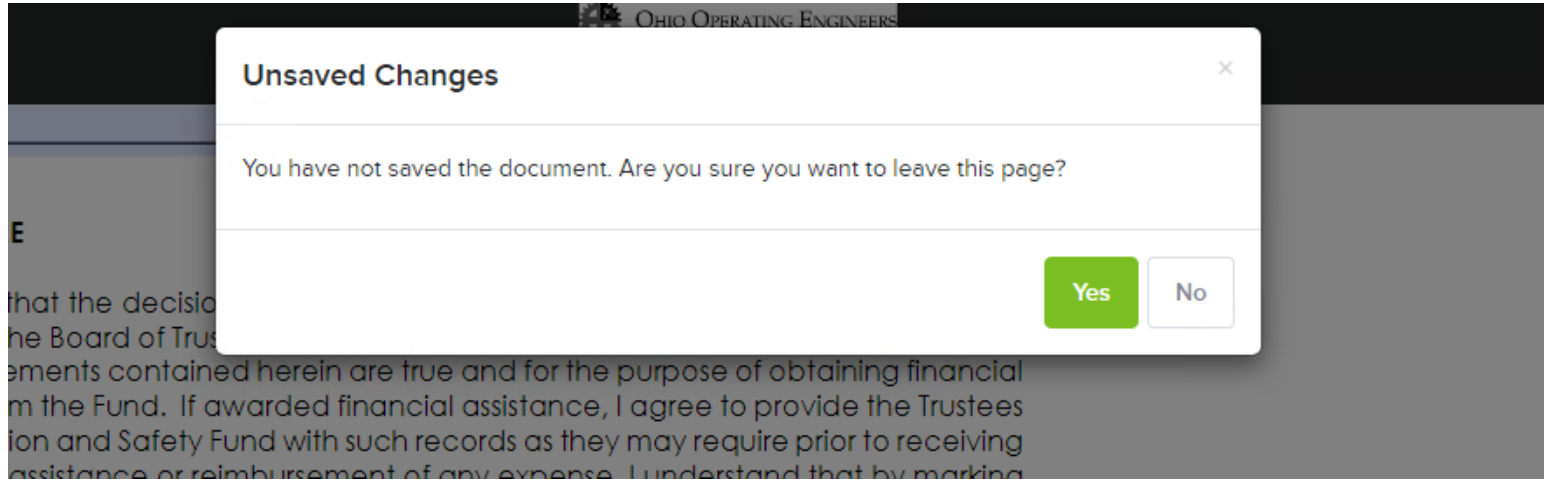 OHIO OPERATING ENGINEERS
Unsaved Changes
×
You have not saved the document. Are you sure you want to leave this page?
Yes
No
E
that the
he Board of
contained herein are true and for the purpose of obtaining financial
m the Fund. If awarded financial assistance, I agree to provide the Trustees
ion and Safety Fund with such records as they may require prior to receiving
assistance or reimbursement of any expense. I understand that by marking